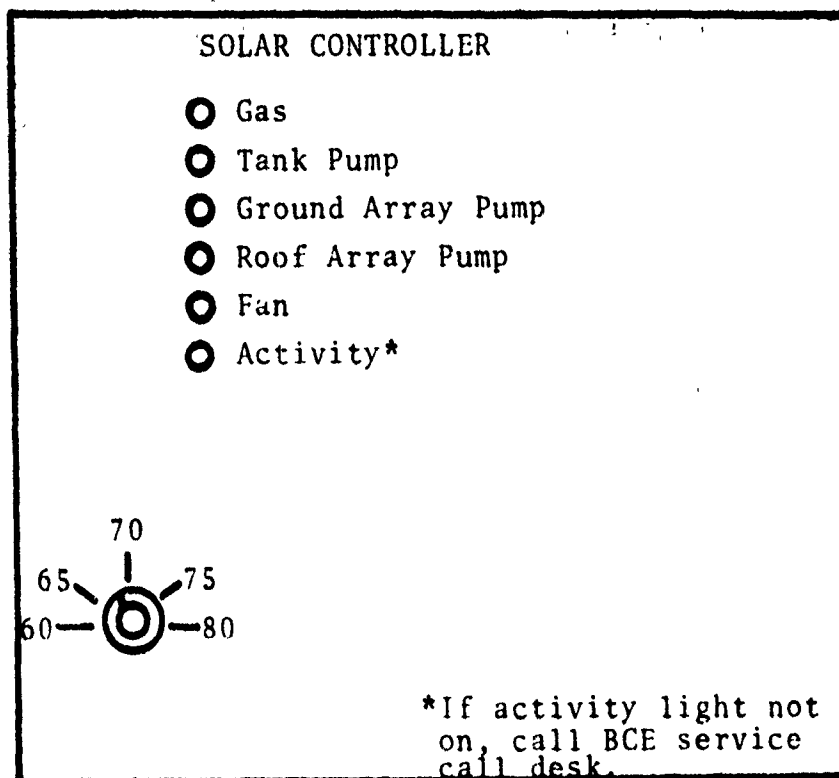 SOLAR CONTROLLER
Gas
Tank Pump
Ground Array Pump
Roof Array Pump
Fan
Activity*
70
65 75
60 80
*If activity light not
on, call BCE service
call desk.